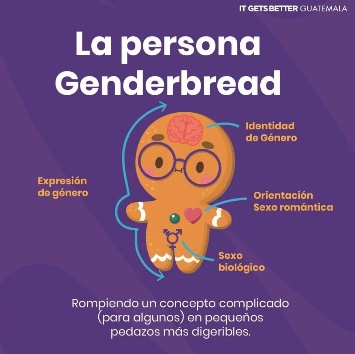 IT GETS BETTER GUATEMALA
La persona
Genderbread
Identidad
de Género
Expresión
de género
Orientación
Sexo romántica
Sexo
biológico
Rompiendo un concepto complicado
(para algunos) en pequeños
pedazos más digeribles.